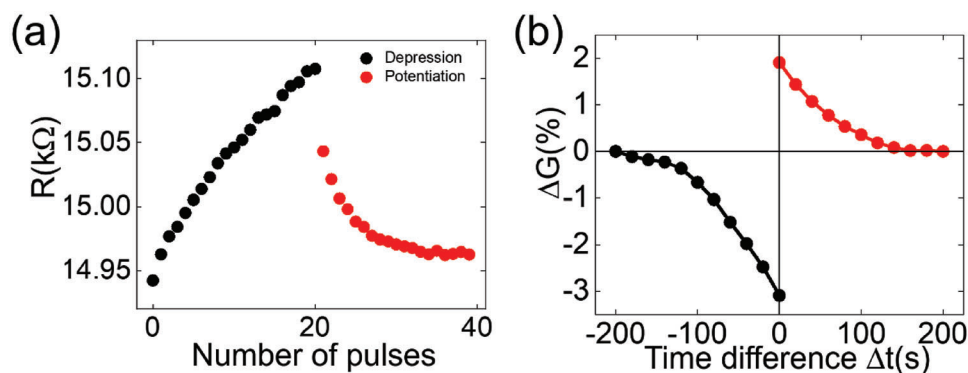 (a)
R(kΩ)
15.10
15.05
15.00
14.95
Depression
Potentiation
0
20
40
Number of pulses
(b)
ΔG(%)
2
1
0
-1
-2
-3
-200
-100
0
100
200
Time difference Δt(s)